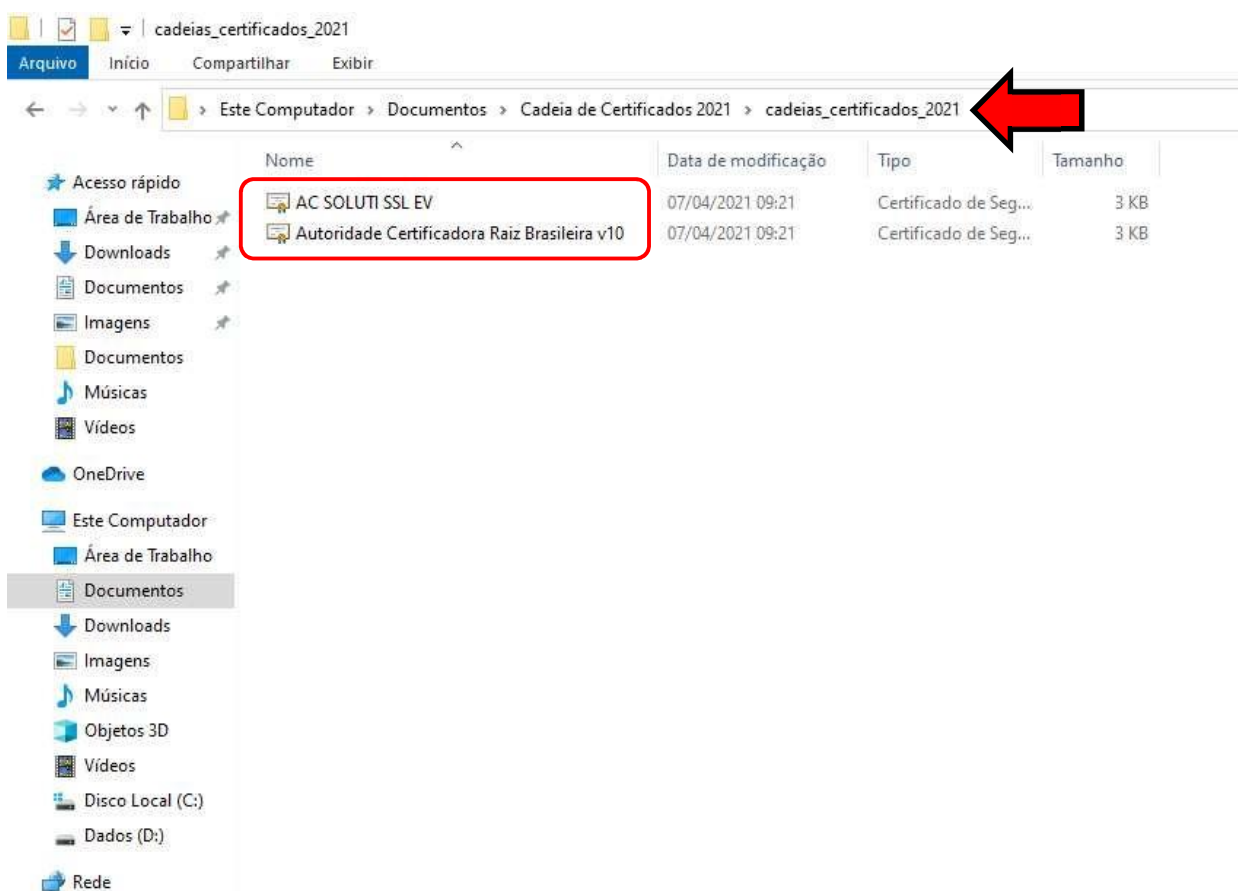 cadeias_certificados_2021
Arquivo Início Compartilhar Exibir
Este Computador > Documentos > Cadeia de Certificados 2021 > cadeias_certificados_2021
Nome Data de modificação Tipo Tamanho
AC SOLUTI SSL EV 07/04/2021 09:21 Certificado de Seg... 3 KB
Autoridade Certificadora Raiz Brasileira v10 07/04/2021 09:21 Certificado de Seg... 3 KB
Acesso rápido
Área de Trabalho
Downloads
Documentos
Imagens
Documentos
Músicas
Vídeos
OneDrive
Este Computador
Área de Trabalho
Documentos
Downloads
Imagens
Músicas
Objetos 3D
Vídeos
Disco Local (C:)
Dados (D:)
Rede